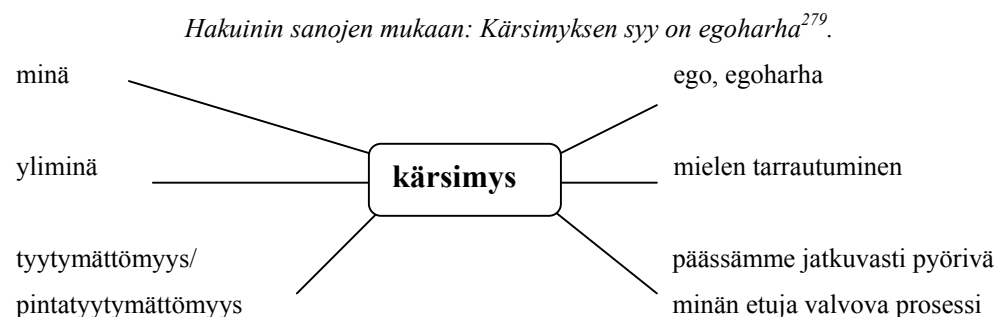 Hakuinin sanojen mukaan: Kärsimyksen syy on egoharha279.
minä
ego, egoharha
yliminä
kärsimys
mielen tarrautuminen
tyytymättömyys/
pintatyytymättömyys
päässämme jatkuvasti pyörivä
minän etuja valvova prosessi